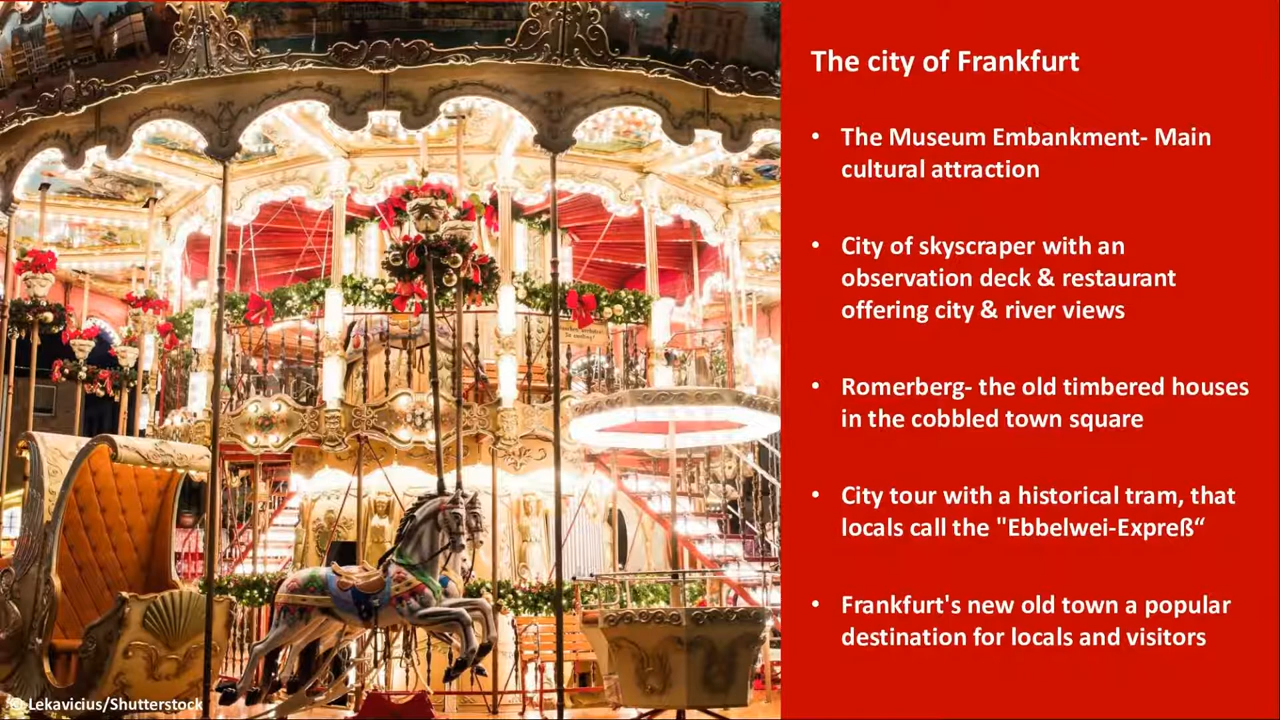 The city of Frankfurt
• The Museum Embankment- Main
cultural attraction
• City of skyscraper with an
observation deck & restaurant
offering city & river views
• Romerberg- the old timbered houses
in the cobbled town square
• City tour with a historical tram, that
locals call the "Ebbelwei-Expreß“
• Frankfurt's new old town a popular
destination for locals and visitors
© Lekavicius/Shutterstock